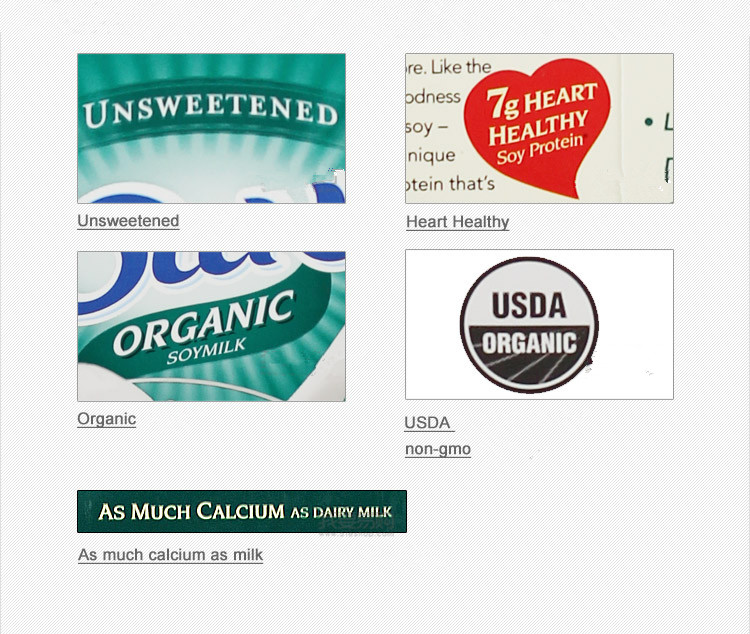 UNSWEETENED
Unsweetened
re. Like the
odness
soy –
nique
otein that's
7g HEART
HEALTHY
Soy Protein
• L
Heart Healthy
ORGANIC
SOYMILK
Organic
USDA
ORGANIC
USDA
non-gmo
AS MUCH CALCIUM AS DAIRY MILK
As much calcium as milk